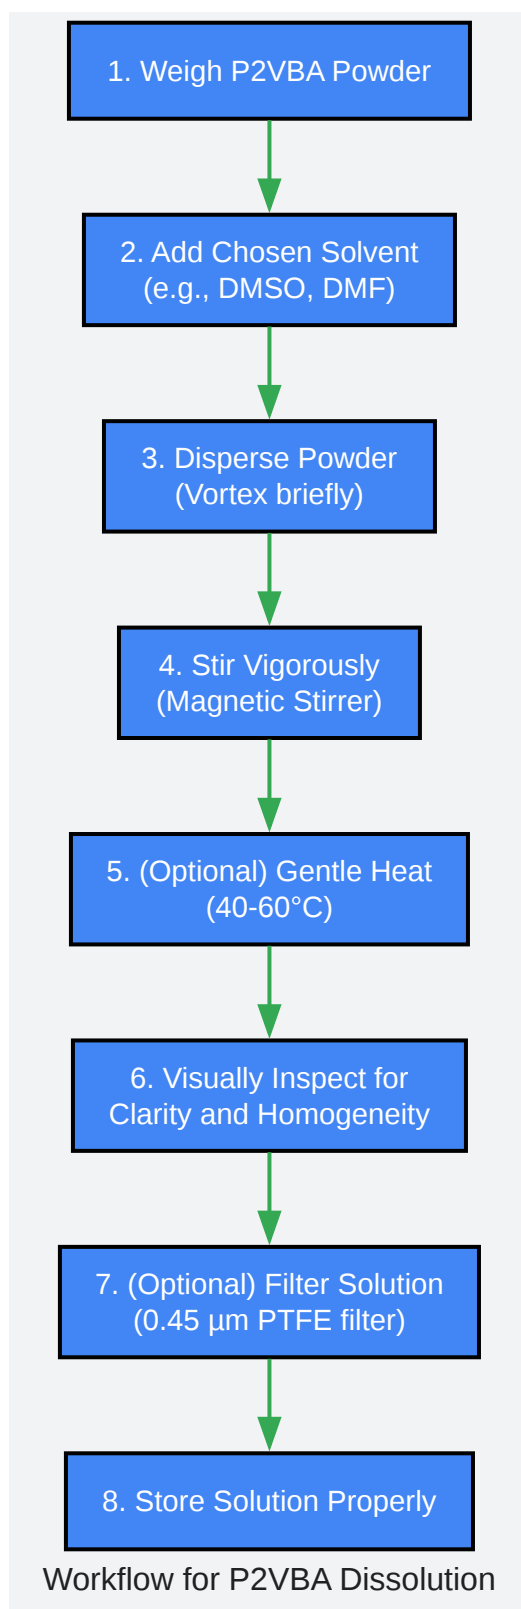 1. Weigh P2VBA Powder
2. Add Chosen Solvent
(e.g., DMSO, DMF)
3. Disperse Powder
(Vortex briefly)
4. Stir Vigorously
(Magnetic Stirrer)
5. (Optional) Gentle Heat
(40-60°C)
6. Visually Inspect for
Clarity and Homogeneity
7. (Optional) Filter Solution
(0.45 µm PTFE filter)
8. Store Solution Properly
Workflow for P2VBA Dissolution